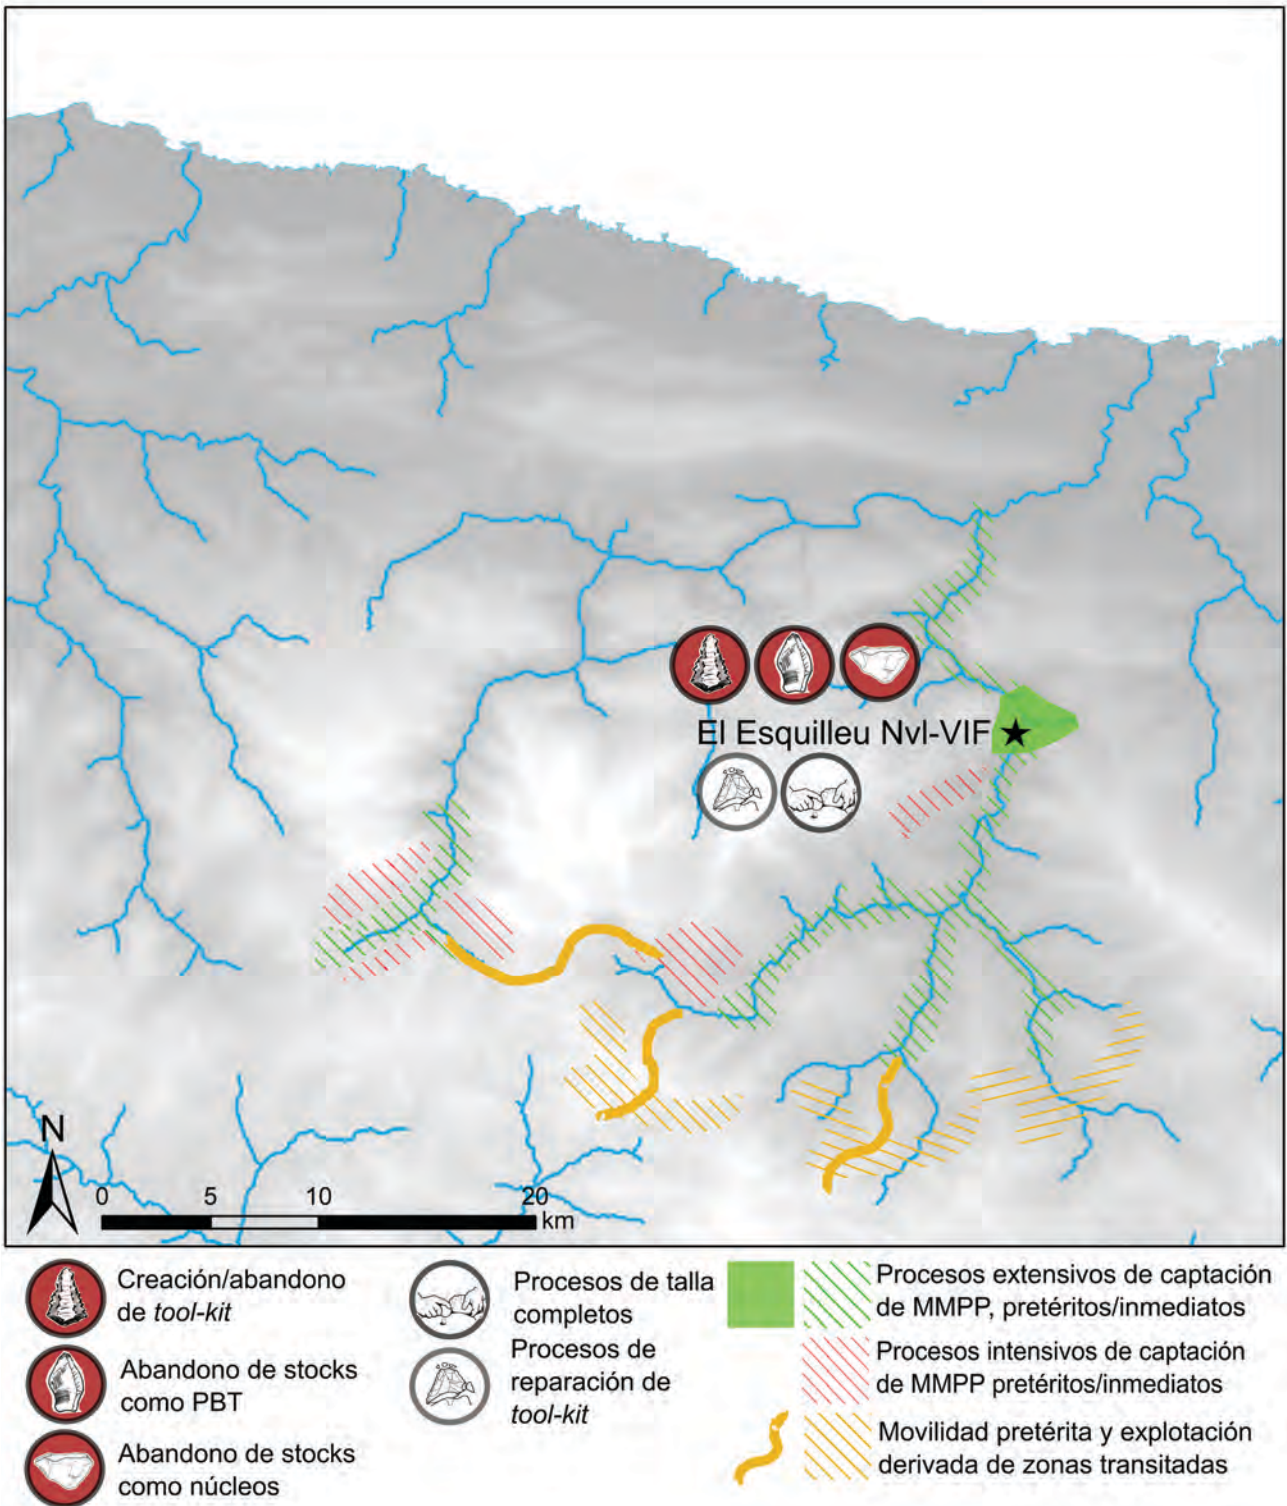 El Esquilleu Nvl-VIF
N
0 5 10 20
km
Creación/abandono
de tool-kit
Abandono de stocks
como PBT
Abandono de stocks
como núcleos
Procesos de talla
completos
Procesos de
reparación de
tool-kit
Procesos extensivos de captación
de MMPP, pretéritos/inmediatos
Procesos intensivos de captación
de MMPP pretéritos/inmediatos
Movilidad pretérita y explotación
derivada de zonas transitadas